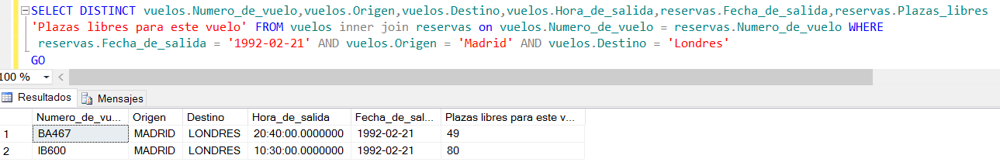 SELECT DISTINCT vuelos.Numero_de_vuelo,vuelos.Origen,vuelos.Destino,vuelos.Hora_salida,reservas.Fecha_salida,reservas.Plazas_libres
'Plazas libres para este vuelo' FROM vuelos inner join reservas on vuelos.Numero_de_vuelo = reservas.Numero_de_vuelo WHERE
reservas.Fecha_de_salida = '1992-02-21' AND vuelos.Origen = 'Madrid' AND vuelos.Destino = 'Londres'
GO
100 %
Resultados Mensajes
Numero_de_vu... Origen Destino Hora_de_salida Fecha_de_sal... Plazas libres para este v...
1 BA467 MADRID LONDRES 20:40:00.0000000 1992-02-21 49
2 IB600 MADRID LONDRES 10:30:00.0000000 1992-02-21 80